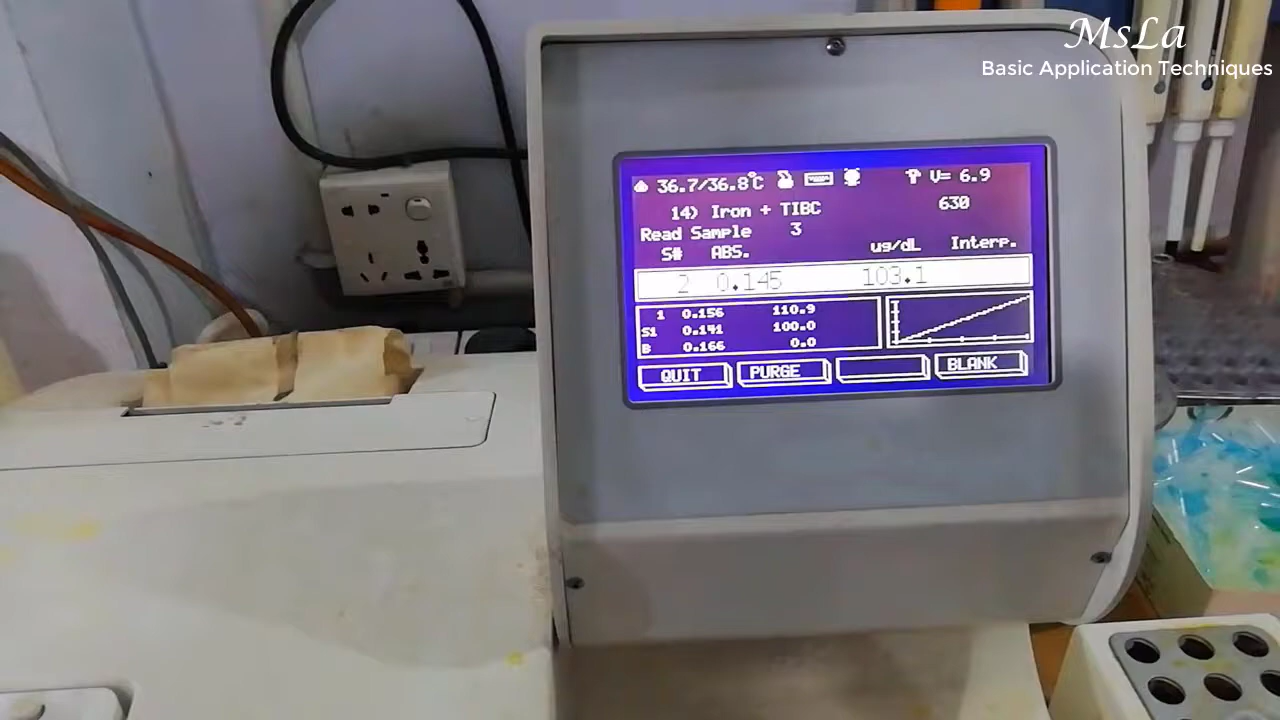 MsLa
Basic Application Techniques
36.7/36.8°C V= 6.9
14) Iron + TIBC 630
Read Sample 3
S# ABS. ug/dL Interp.
2 0.145 103.1
1 0.156 110.9
S1 0.141 100.0
B 0.166 0.0
QUIT PURGE BLANK